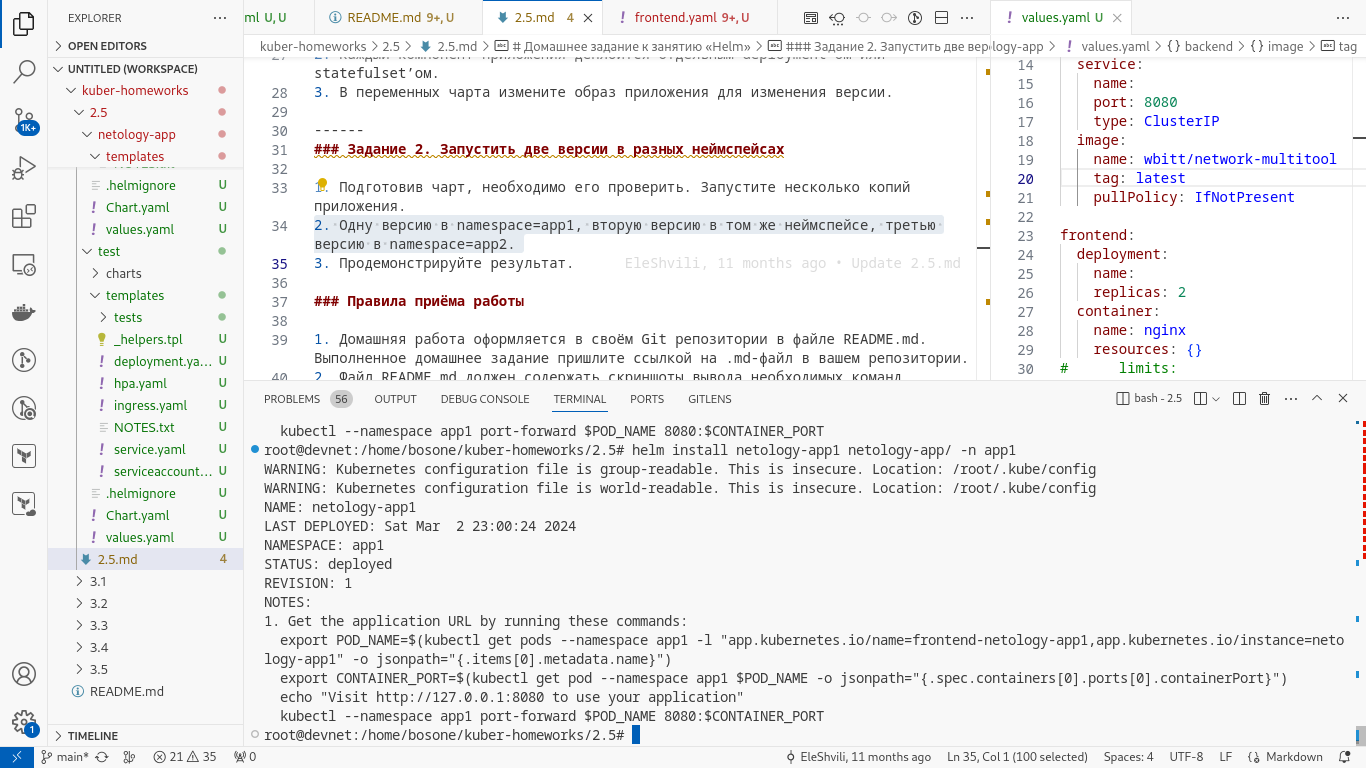 EXPLORER
OPEN EDITORS
UNTITLED (WORKSPACE)
kuber-homeworks
2.5
netology-app
templates
.helmignore U
Chart.yaml U
values.yaml U
test
charts
templates
tests
_helpers.tpl U
deployment.ya... U
hpa.yaml U
ingress.yaml U
NOTES.txt U
service.yaml U
serviceaccount... U
.helmignore U
Chart.yaml U
values.yaml U
2.5.md 4
3.1
3.2
3.3
3.4
3.5
README.md
TIMELINE
1K+
1
ml U, U
README.md 9+, U
2.5.md 4
frontend.yaml 9+, U
kuber-homeworks > 2.5 > 2.5.md > # Домашнее задание к занятию «Helm» > ### Задание 2. Запустить две вер
statefulset’ом.
28 3. В переменных чарта измените образ приложения для изменения версии.
29
30 ------
31 ### Задание 2. Запустить две версии в разных неймспейсах
32
33 1. Подготовив чарт, необходимо его проверить. Запустите несколько копий
приложения.
34 2. Одну версию в namespace=app1, вторую версию в том же неймспейсе, третью
версию в namespace=app2.
35 3. Продемонстрируйте результат. EleShvili, 11 months ago • Update 2.5.md
36
37 ### Правила приёма работы
38
39 1. Домашняя работа оформляется в своём Git репозитории в файле README.md.
Выполненное домашнее задание пришлите ссылкой на .md-файл в вашем репозитории.
40 2. Файл README.md должен содержать скриншоты вывода необходимых команд
values.yaml U
ology-app > values.yaml > {} backend > {} image > tag
14 service:
15 name:
16 port: 8080
17 type: ClusterIP
18 image:
19 name: wbitt/network-multitool
20 tag: latest
21 pullPolicy: IfNotPresent
22
23 frontend:
24 deployment:
25 name:
26 replicas: 2
27 container:
28 name: nginx
29 resources: {}
30 # limits:
PROBLEMS 56 OUTPUT DEBUG CONSOLE TERMINAL PORTS GITLENS
bash - 2.5
kubectl --namespace app1 port-forward $POD_NAME 8080:$CONTAINER_PORT
root@devnet:/home/bosone/kuber-homeworks/2.5# helm install netology-app1 netology-app/ -n app1
WARNING: Kubernetes configuration file is group-readable. This is insecure. Location: /root/.kube/config
WARNING: Kubernetes configuration file is world-readable. This is insecure. Location: /root/.kube/config
NAME: netology-app1
LAST DEPLOYED: Sat Mar  2 23:00:24 2024
NAMESPACE: app1
STATUS: deployed
REVISION: 1
NOTES:
1. Get the application URL by running these commands:
export POD_NAME=$(kubectl get pods --namespace app1 -l "app.kubernetes.io/name=frontend-netology-app1,app.kubernetes.io/instance=neto
logy-app1" -o jsonpath="{.items[0].metadata.name}")
export CONTAINER_PORT=$(kubectl get pod --namespace app1 $POD_NAME -o jsonpath="{.spec.containers[0].ports[0].containerPort}")
echo "Visit http://127.0.0.1:8080 to use your application"
kubectl --namespace app1 port-forward $POD_NAME 8080:$CONTAINER_PORT
root@devnet:/home/bosone/kuber-homeworks/2.5#
main* 21 35 0 EleShvili, 11 months ago Ln 35, Col 1 (100 selected) Spaces: 4 UTF-8 LF {} Markdown